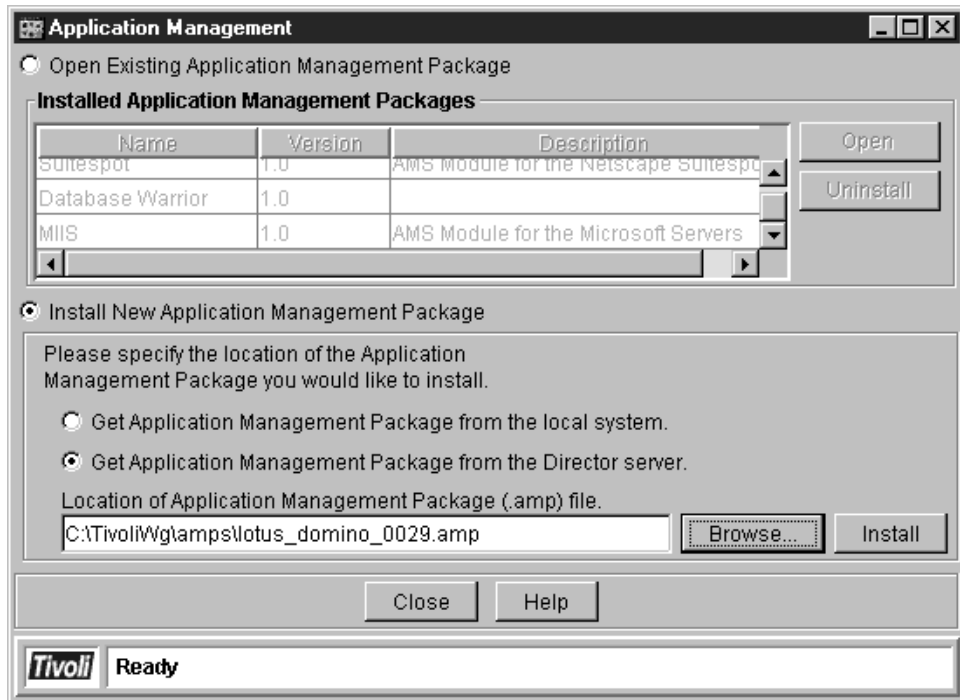 Application Management
Open Existing Application Management Package
Installed Application Management Packages
Name Version Description
Open
Suitespot 1.0 AMS Module for the Netscape Suitespo
Database Warrior 1.0
Uninstall
MIIS 1.0 AMS Module for the Microsoft Servers
Install New Application Management Package
Please specify the location of the Application
Management Package you would like to install.
Get Application Management Package from the local system.
Get Application Management Package from the Director server.
Location of Application Management Package (.amp) file.
C:\TivoliWg\amps\lotus_domino_0029.amp Browse... Install
Close Help
Tivoli Ready